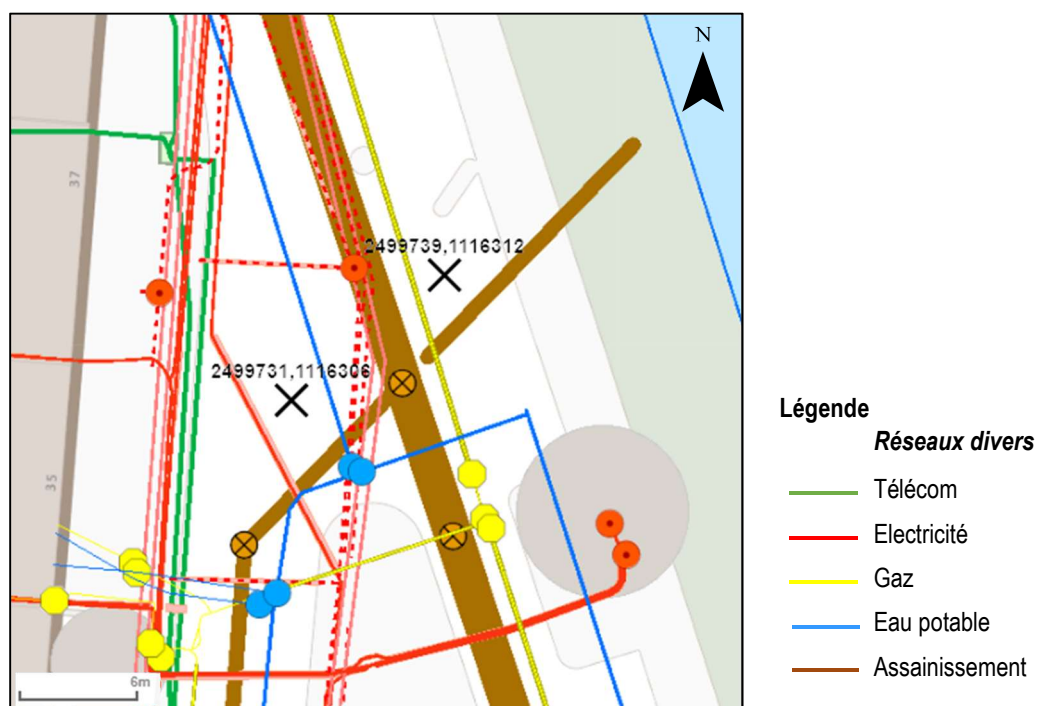 N
37
2499739,1116312
2499731,1116306
35
6m
Légende
Réseaux divers
Télécom
Electricité
Gaz
Eau potable
Assainissement